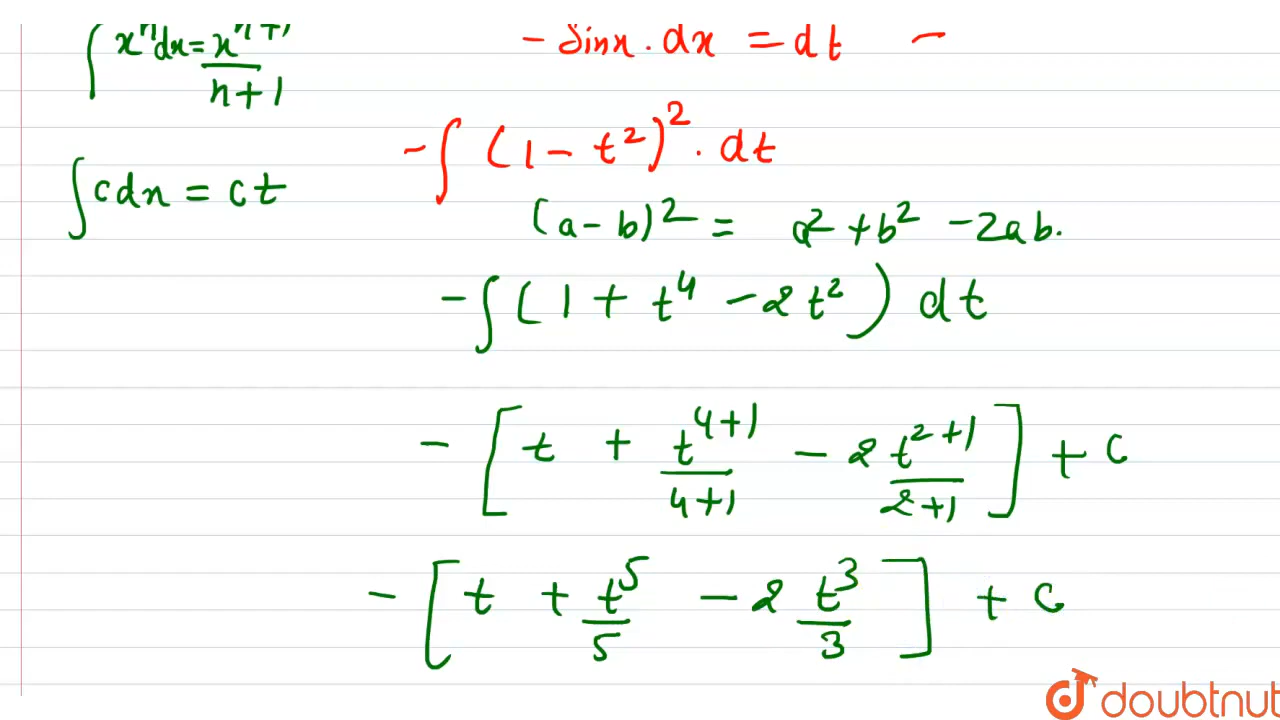 ∫ xⁿdx = xⁿ⁺¹/n+1
- Sinx . dx = dt
- ∫ (1 - t²)² . dt
∫ c dx = ct
(a - b)² = a² + b² - 2ab.
- ∫ (1 + t⁴ - 2t²) dt
- [t + t⁴⁺¹/4+1 - 2 t²⁺¹/2+1] + c
- [t + t⁵/5 - 2 t³/3] + c
doubtnut